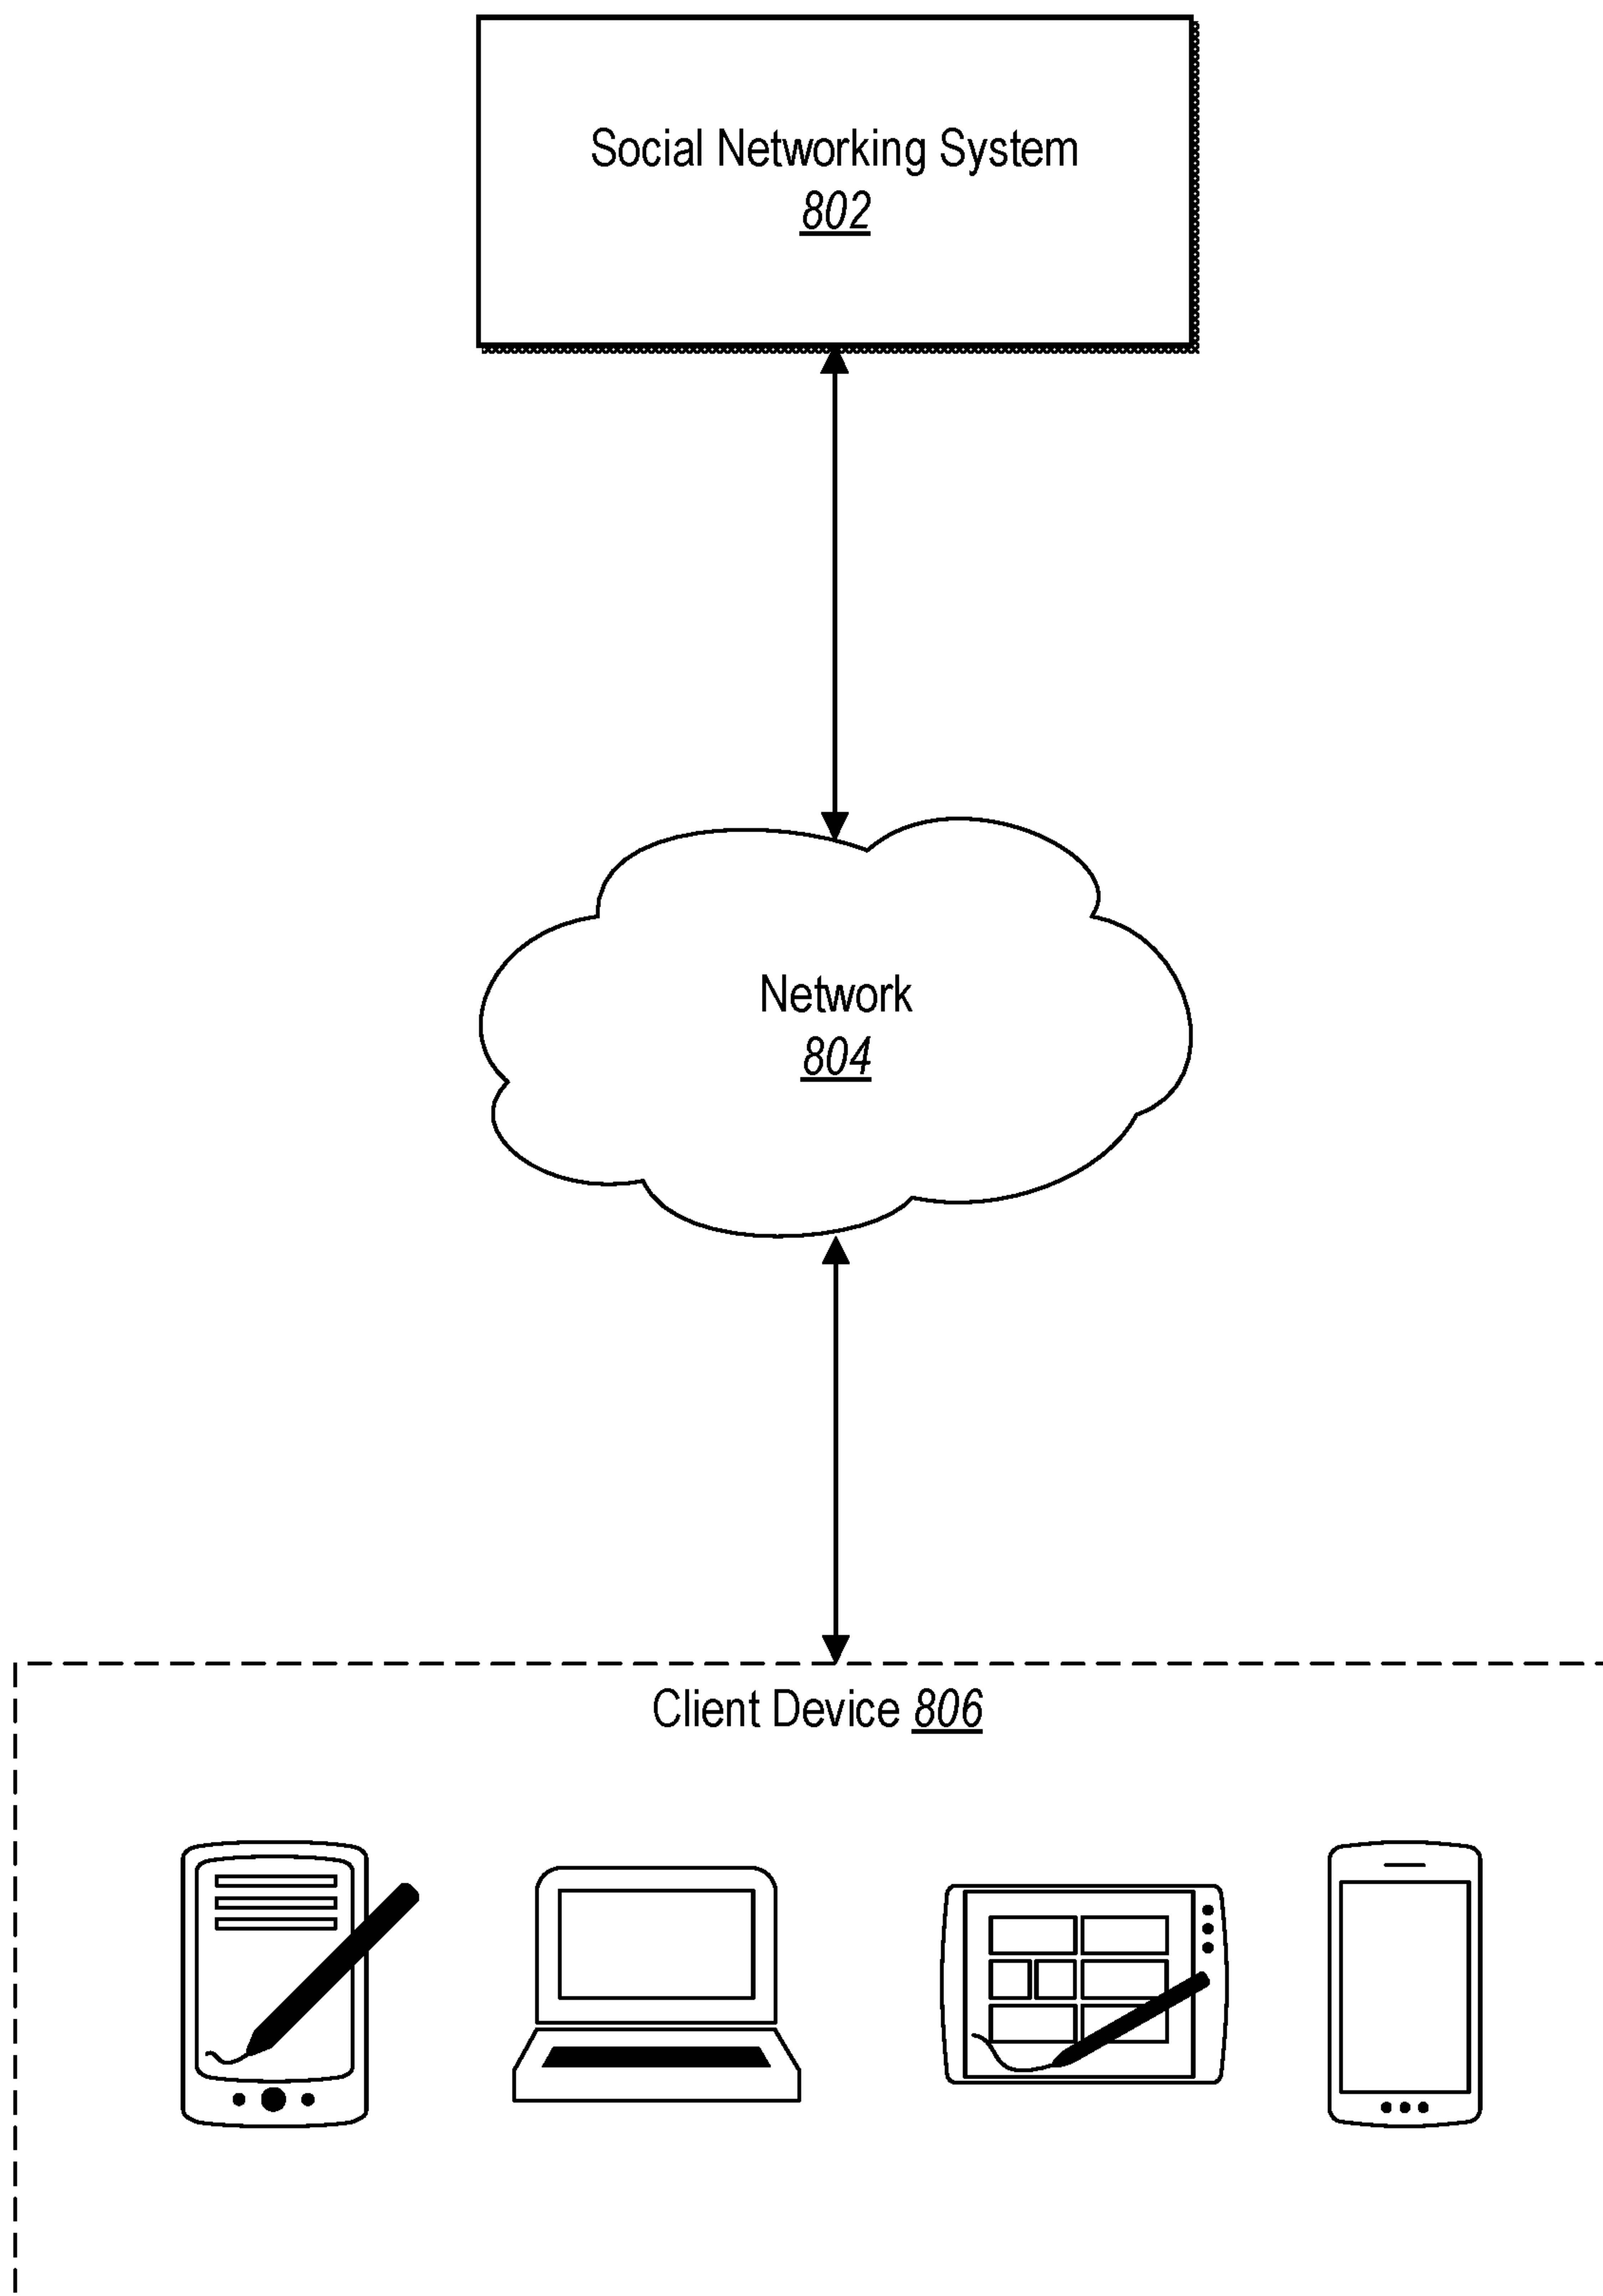 Social Networking System
802
Network
804
Client Device 806